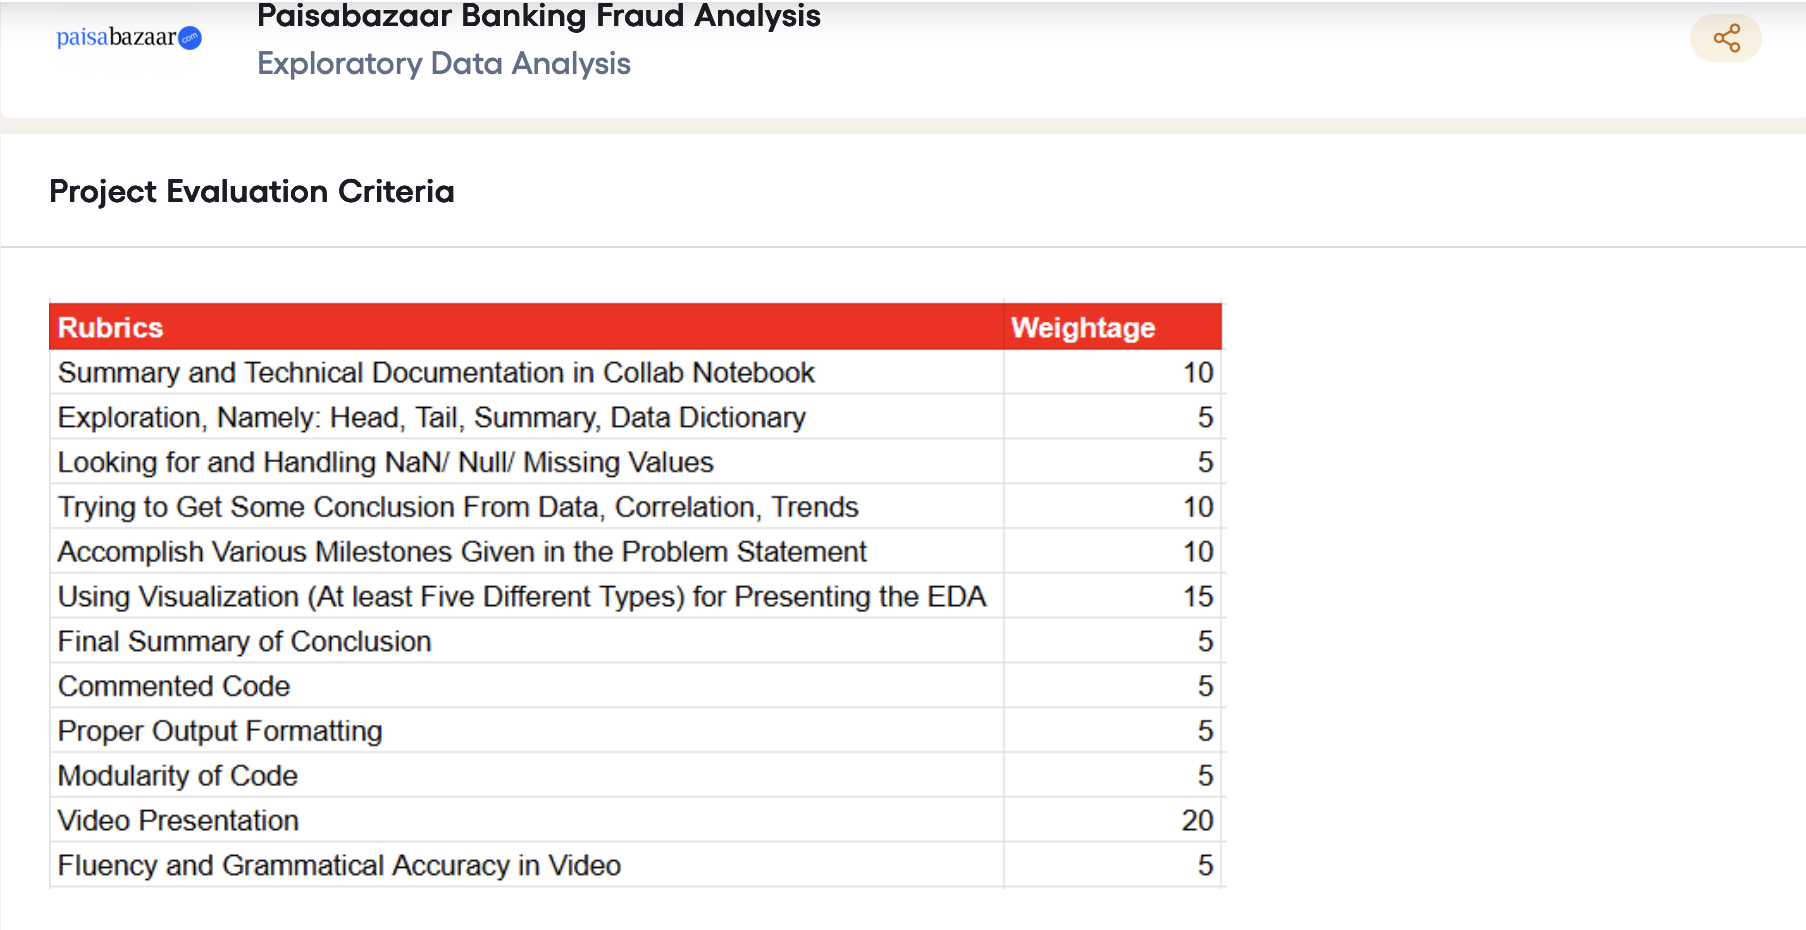 Paisabazaar Banking Fraud Analysis
paisabazaar com
Exploratory Data Analysis
Project Evaluation Criteria
Rubrics Weightage
Summary and Technical Documentation in Collab Notebook 10
Exploration, Namely: Head, Tail, Summary, Data Dictionary 5
Looking for and Handling NaN/ Null/ Missing Values 5
Trying to Get Some Conclusion From Data, Correlation, Trends 10
Accomplish Various Milestones Given in the Problem Statement 10
Using Visualization (At least Five Different Types) for Presenting the EDA 15
Final Summary of Conclusion 5
Commented Code 5
Proper Output Formatting 5
Modularity of Code 5
Video Presentation 20
Fluency and Grammatical Accuracy in Video 5